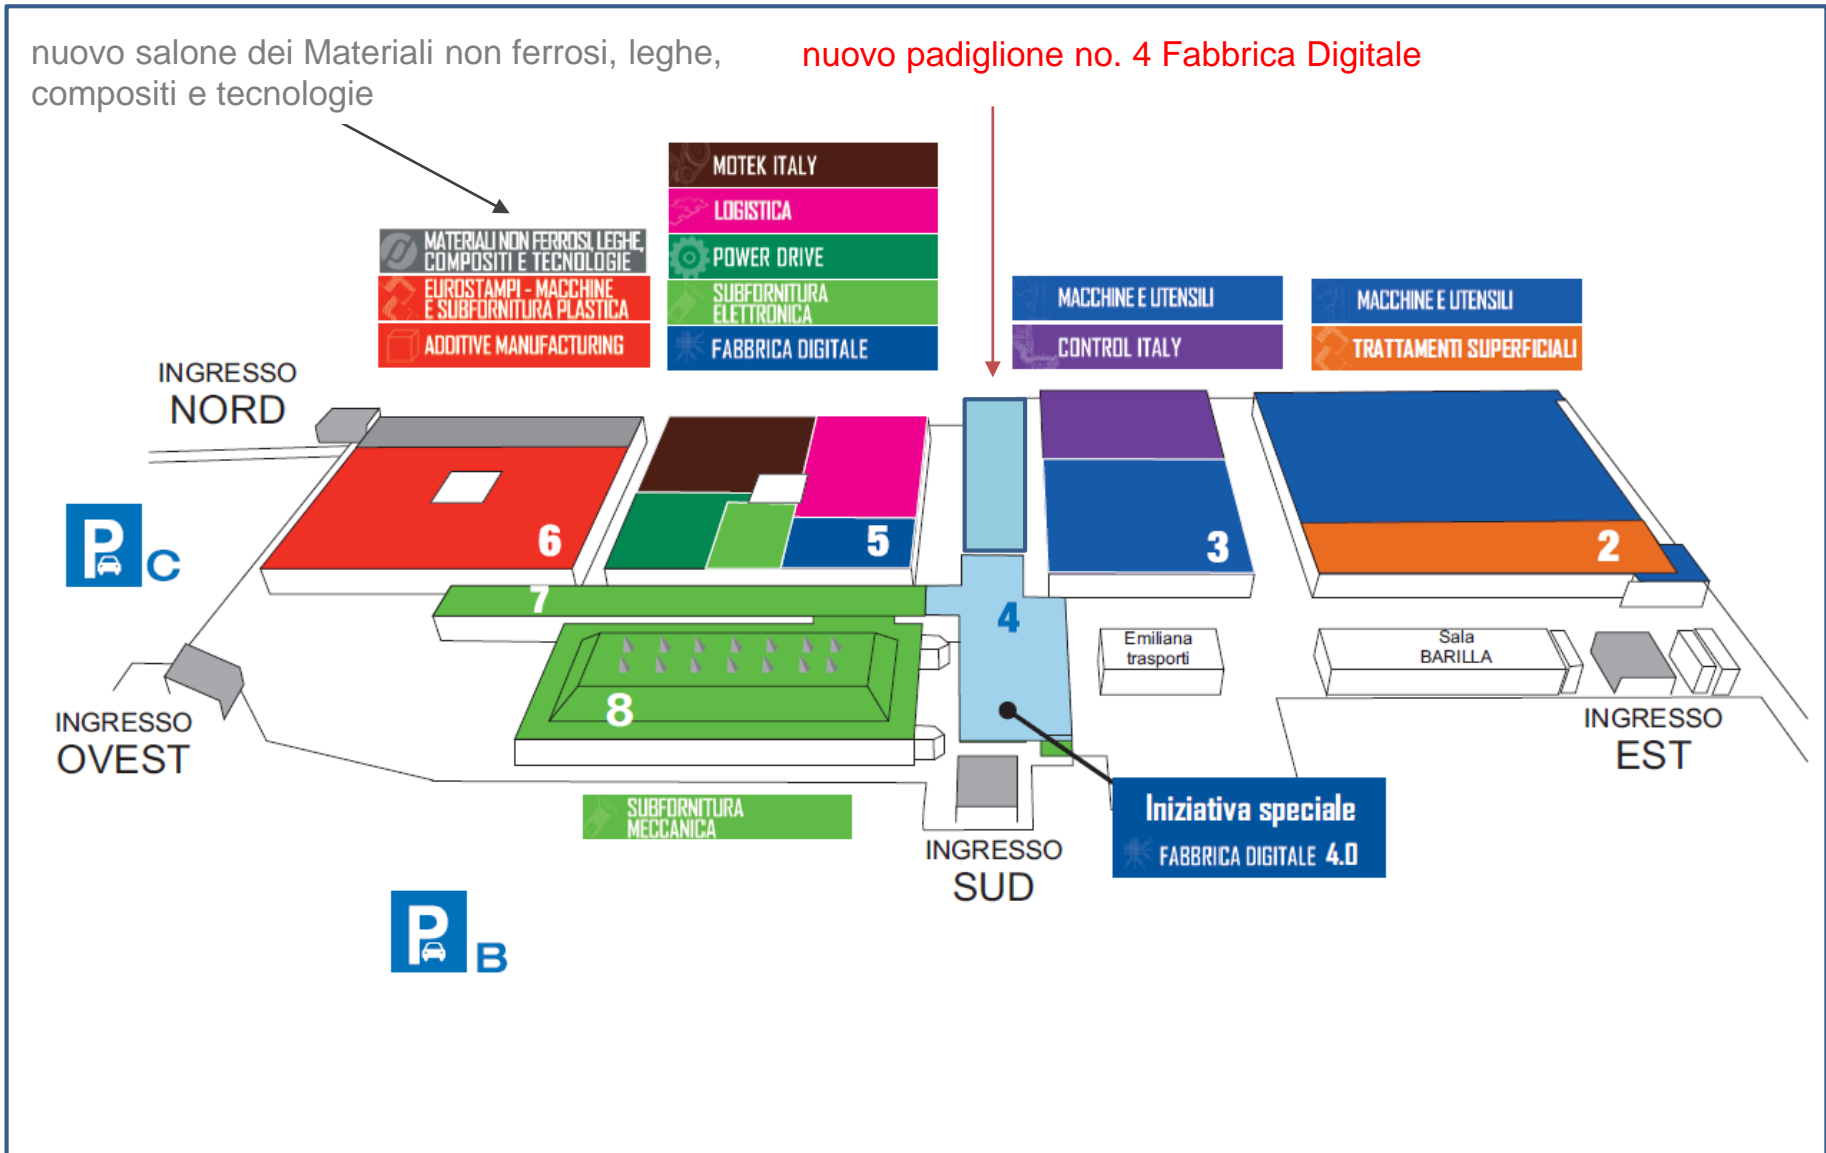 nuovo salone dei Materiali non ferrosi, leghe,
compositi e tecnologie
nuovo padiglione no. 4 Fabbrica Digitale
MOTEK ITALY
LOGISTICA
POWER DRIVE
SUBFORNITURA
ELETTRONICA
FABBRICA DIGITALE
MATERIALI NON FERROSI, LEGHE,
COMPOSITI E TECNOLOGIE
EUROSTAMPI - MACCHINE
E SUBFORNITURA PLASTICA
ADDITIVE MANUFACTURING
MACCHINE E UTENSILI
CONTROL ITALY
MACCHINE E UTENSILI
TRATTAMENTI SUPERFICIALI
INGRESSO
NORD
P C
6
5
3
2
7
4
8
Emiliana
trasporti
Sala
BARILLA
INGRESSO
OVEST
INGRESSO
EST
SUBFORNITURA
MECCANICA
INGRESSO
SUD
Iniziativa speciale
FABBRICA DIGITALE 4.0
P B